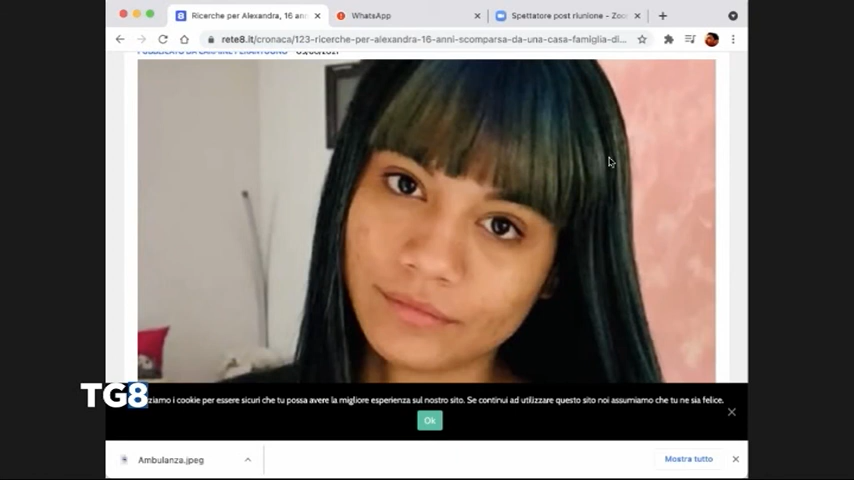 Ricerche per Alexandra, 16 anni
WhatsApp
Spettatore post riunione - Zoo
rete8.it/cronaca/123-ricerche-per-alexandra-16-anni-scomparsa-da-una-casa-famiglia-di...
ziamo i cookie per essere sicuri che tu possa avere la migliore esperienza sul nostro sito. Se continui ad utilizzare questo sito noi assumiamo che tu ne sia felice.
TG8
Ok
Ambulanza.jpeg
Mostra tutto